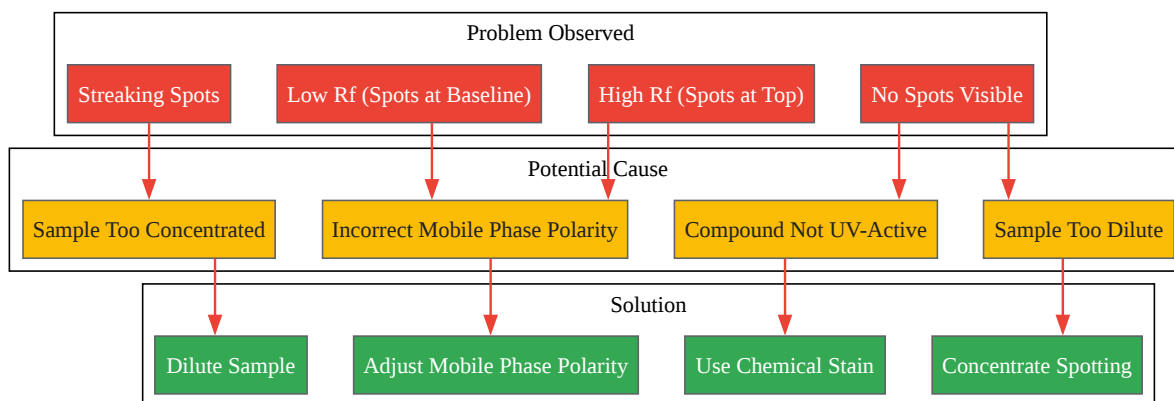 Problem Observed
Streaking Spots
Low Rf (Spots at Baseline)
High Rf (Spots at Top)
No Spots Visible
Potential Cause
Sample Too Concentrated
Incorrect Mobile Phase Polarity
Compound Not UV-Active
Sample Too Dilute
Solution
Dilute Sample
Adjust Mobile Phase Polarity
Use Chemical Stain
Concentrate Spotting